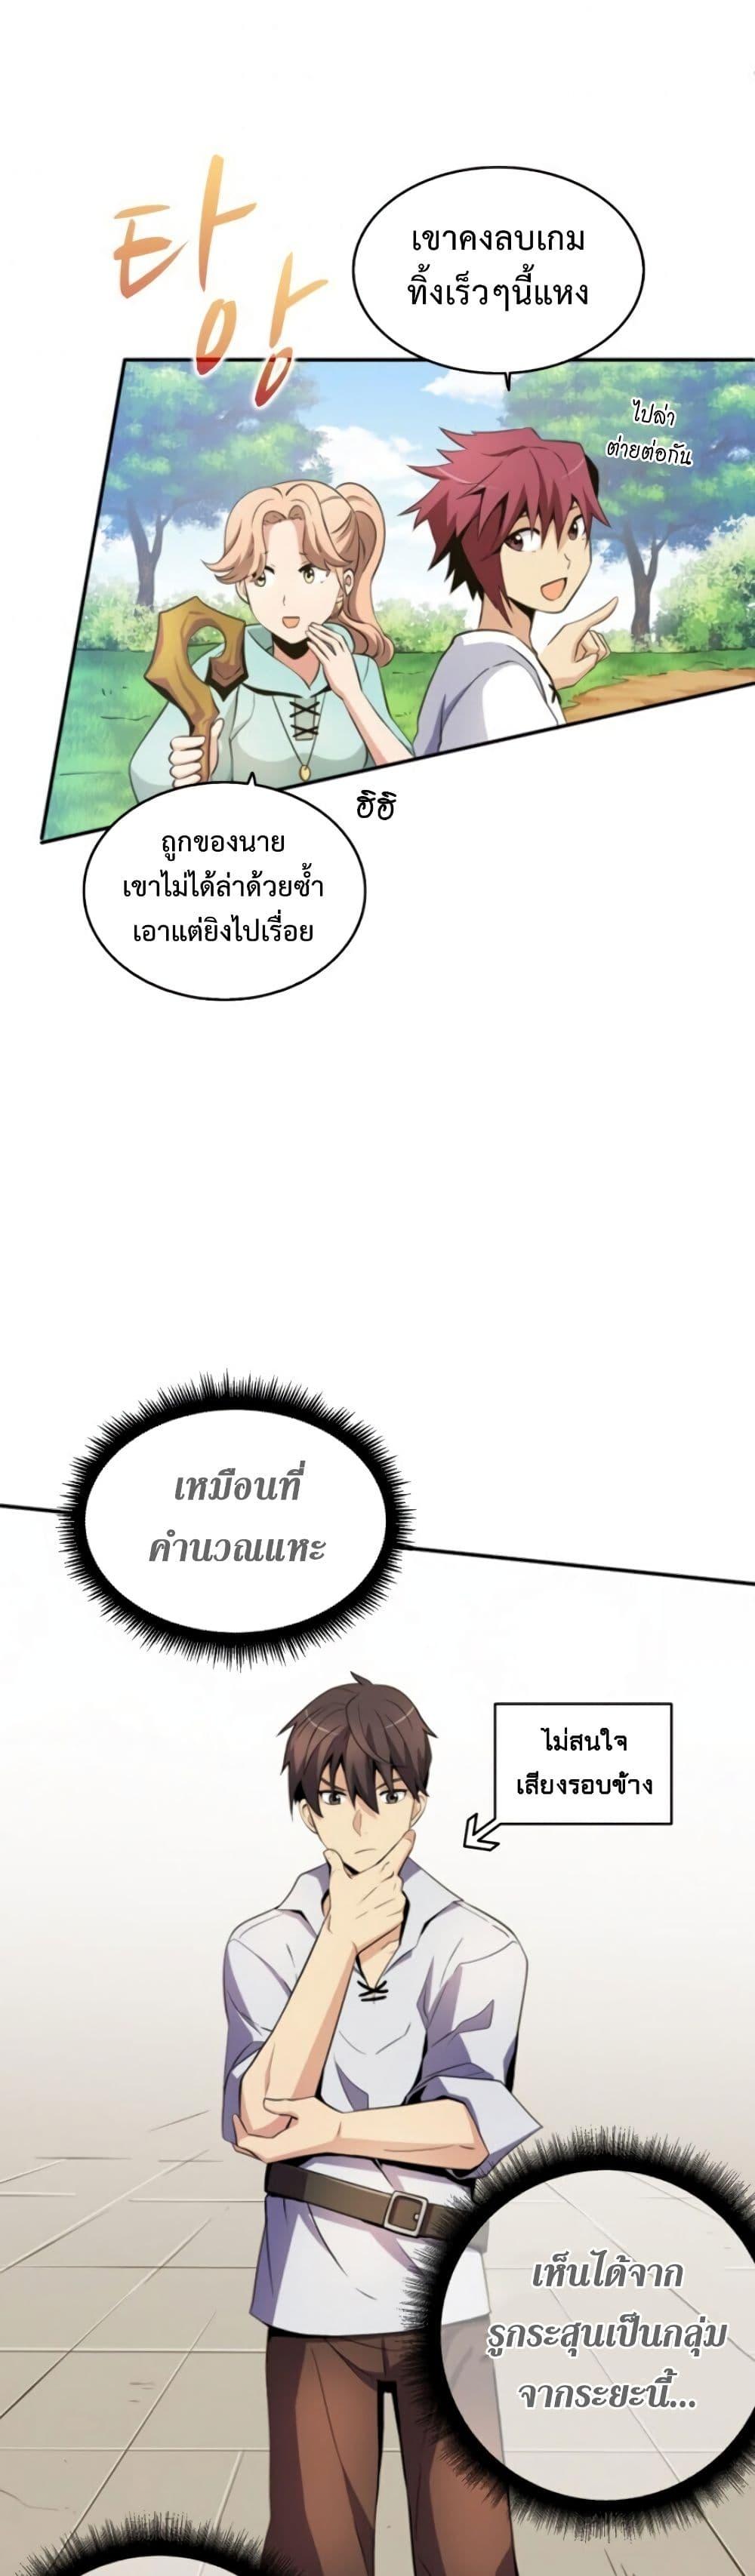 타앙
เขาคงลบเกม
ทิ้งเร็วๆนี้แหง
ไปล่า
ต่ายต่อกัน
ฮิฮิ
ถูกของนาย
เขาไม่ได้ล่าด้วยซ้ำ
เอาแต่ยิงไปเรื่อย
เหมือนที่
คำนวณแหะ
ไม่สนใจ
เสียงรอบข้าง
เห็นได้จาก
รูกระสุนเป็นกลุ่ม
จากระยะนี้...